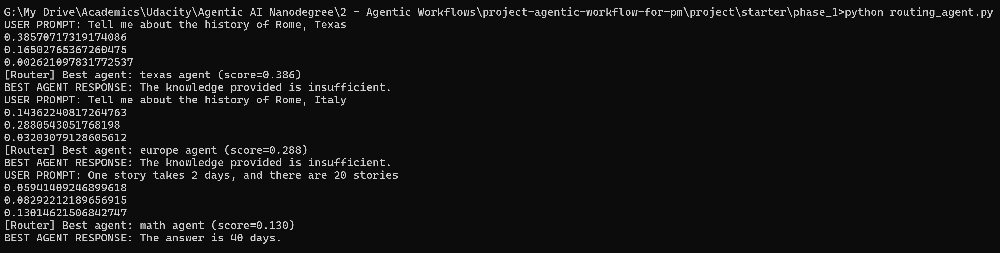 G:\My Drive\Academics\Udacity\Agentic AI Nanodegree\2 - Agentic Workflows\project-agentic-workflow-for-pm\project\starter\phase_1>python routing_agent.py
USER PROMPT: Tell me about the history of Rome, Texas
0.38570717319174086
0.16502765367260475
0.002621097831772537
[Router] Best agent: texas agent (score=0.386)
BEST AGENT RESPONSE: The knowledge provided is insufficient.
USER PROMPT: Tell me about the history of Rome, Italy
0.14362240817264763
0.2880543051768198
0.03203079128605612
[Router] Best agent: europe agent (score=0.288)
BEST AGENT RESPONSE: The knowledge provided is insufficient.
USER PROMPT: One story takes 2 days, and there are 20 stories
0.05941409246899618
0.08292212189656915
0.13014621506842747
[Router] Best agent: math agent (score=0.130)
BEST AGENT RESPONSE: The answer is 40 days.